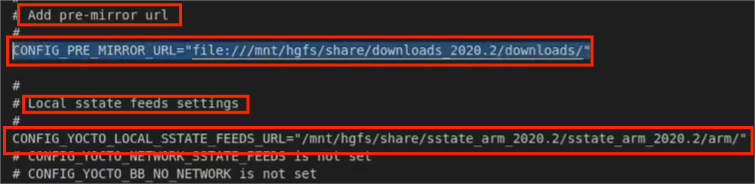 #
# Add pre-mirror url
#
CONFIG_PRE_MIRROR_URL="file:///mnt/hgfs/share/downloads_2020.2/downloads/"
#
# Local sstate feeds settings
#
CONFIG_YOCTO_LOCAL_SSTATE_FEEDS_URL="/mnt/hgfs/share/sstate_arm_2020.2/sstate_arm_2020.2/arm/"
# CONFIG_YOCTO_NETWORK_SSTATE_FEEDS is not set
# CONFIG_YOCTO_BB_NO_NETWORK is not set